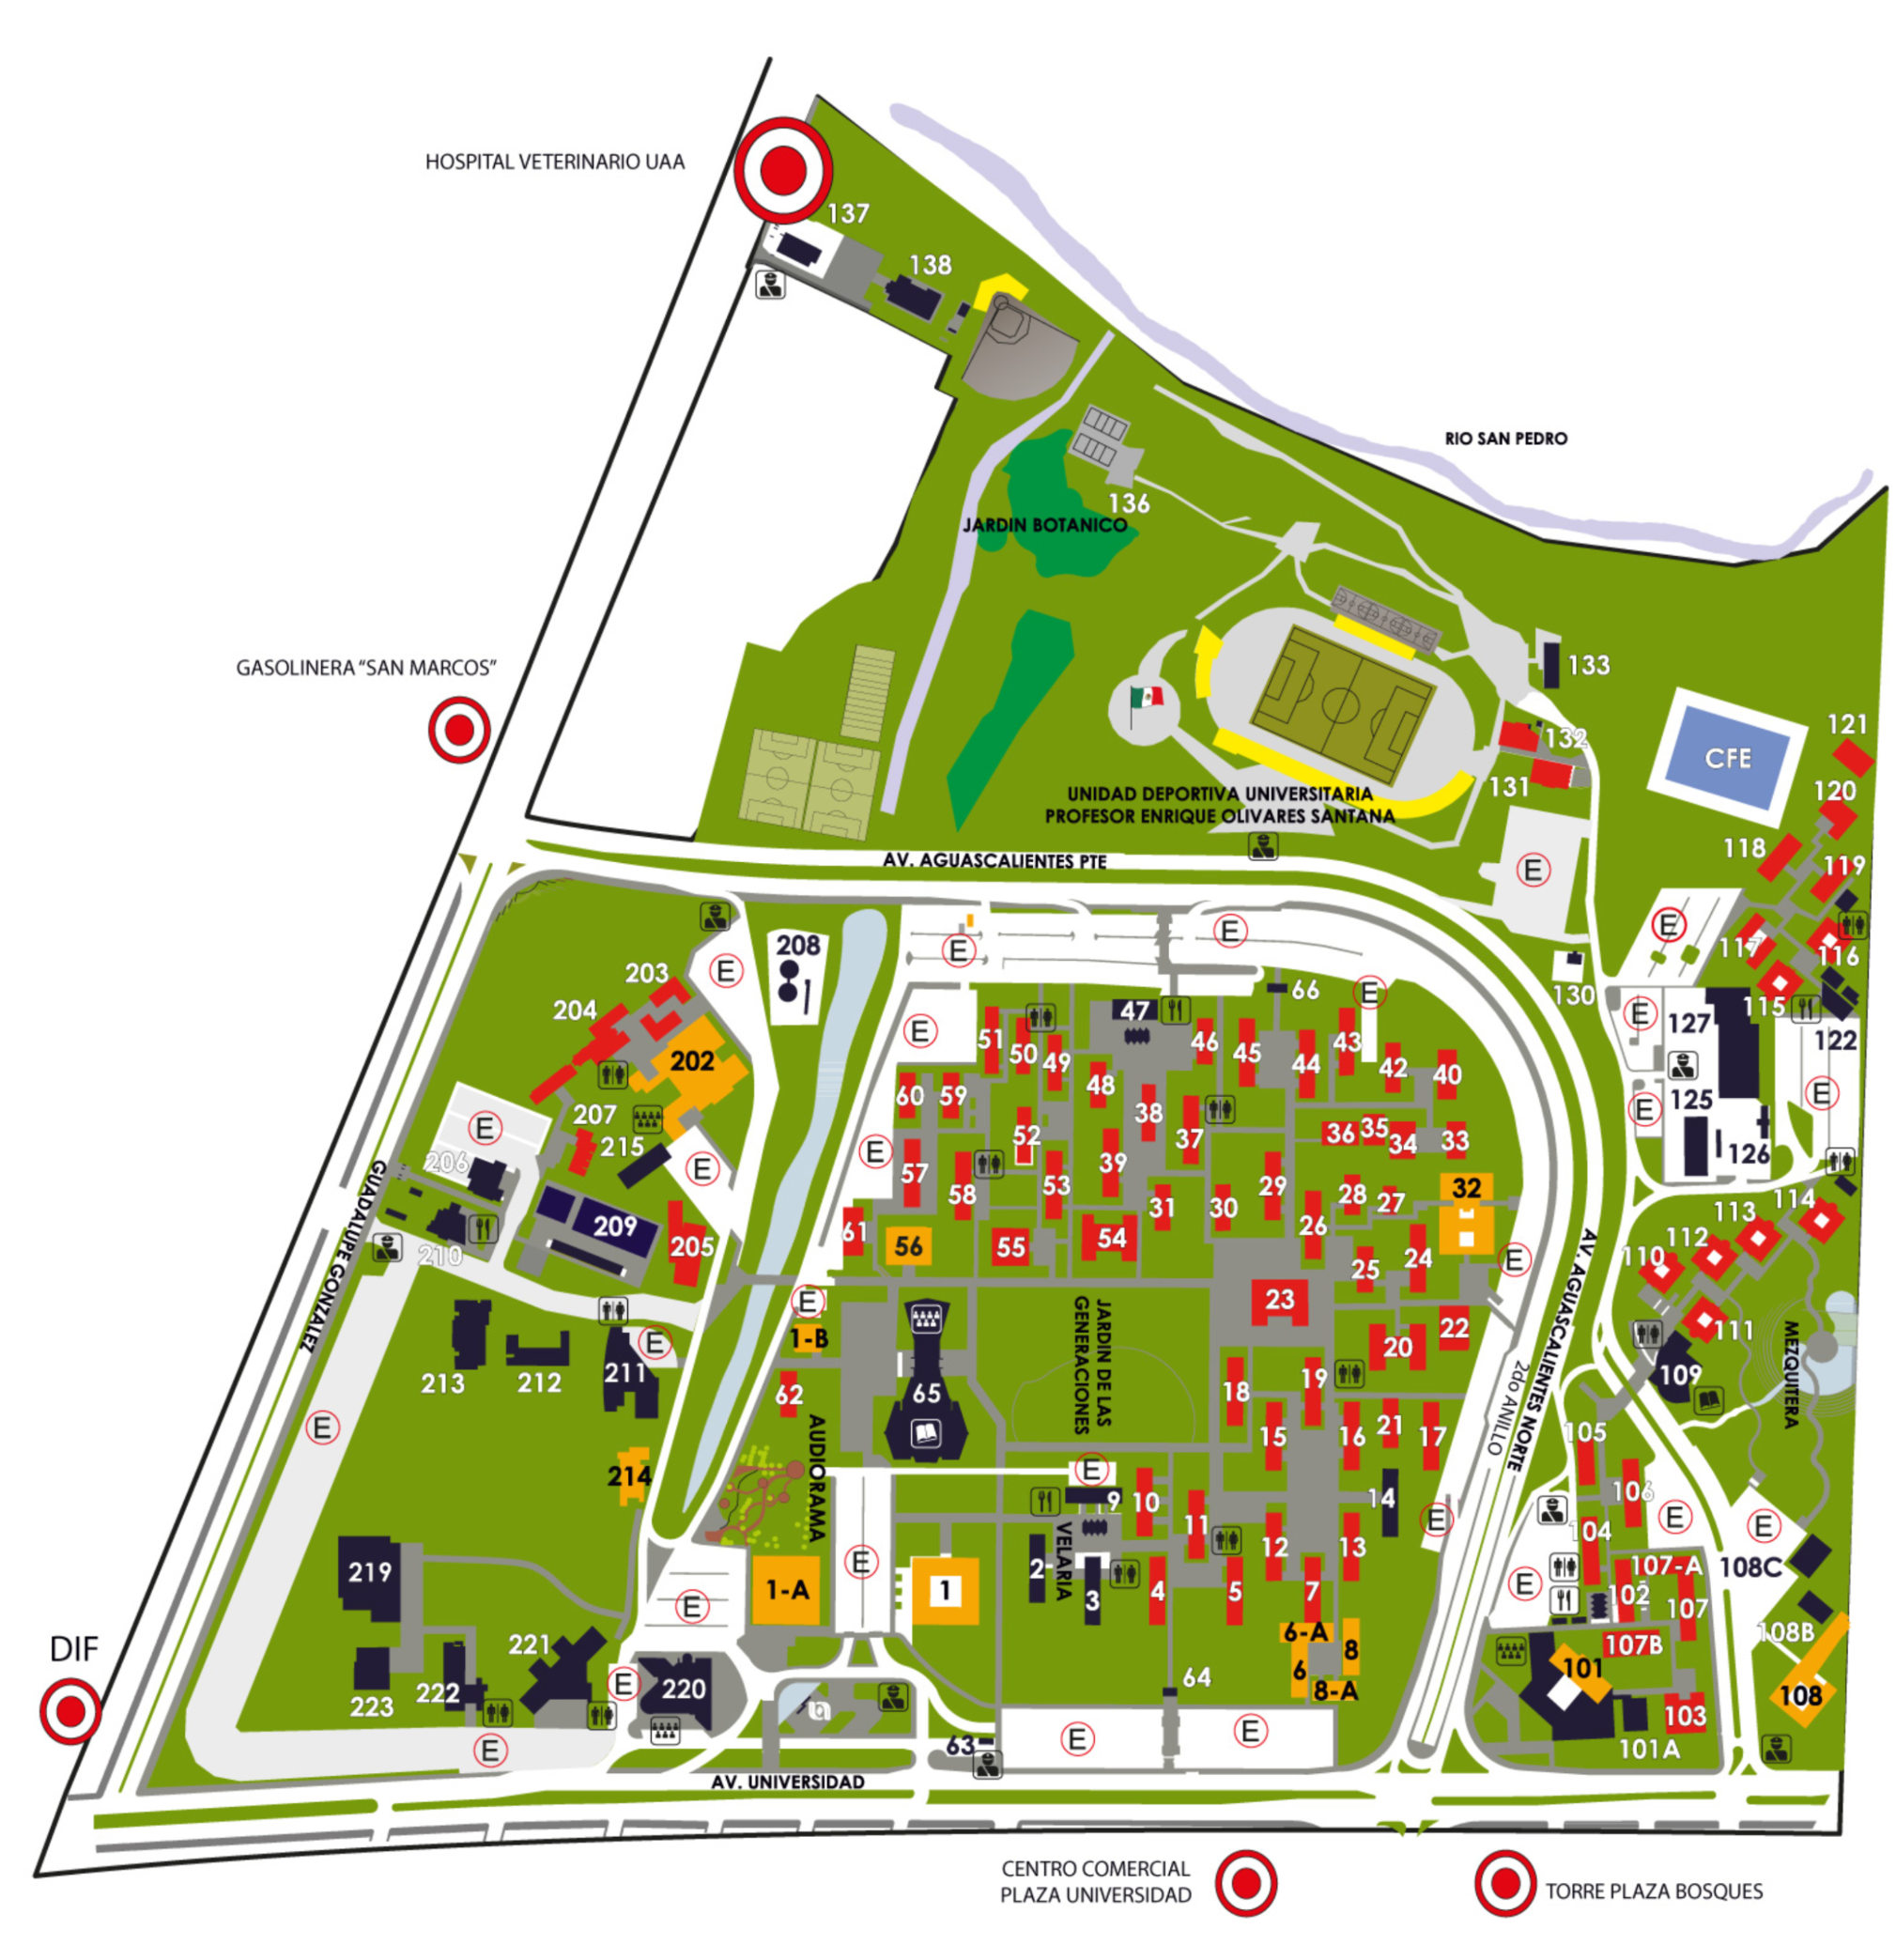 HOSPITAL VETERINARIO UAA
137
138
RIO SAN PEDRO
136
JARDIN BOTANICO
GASOLINERA “SAN MARCOS”
133
121
132
CFE
131
120
UNIDAD DEPORTIVA UNIVERSITARIA
PROFESOR ENRIQUE OLIVARES SANTANA
118
119
AV. AGUASCALIENTES PTE
E
E
E
E
E
208
117
116
203
204
130
115
66
E
47
E
E
127
122
202
51
50
49
46
45
44
43
42
40
48
60
59
E
125
E
207
38
E
215
52
37
36
35
34
33
126
206
E
E
57
39
58
53
29
28
27
32
114
113
112
110
209
205
61
56
55
54
31
30
26
25
24
E
210
GUADALUPE GONZALEZ
AV. AGUASCALIENTES NORTE
2do ANILLO
E
1-B
JARDIN DE LAS
GENERACIONES
23
22
20
111
109
MEZQUITERA
213
212
211
E
62
65
18
19
E
AUDIORAMA
15
16
21
17
105
E
214
9
10
14
106
11
E
E
E
104
VELARIA
12
13
219
1-A
E
1
2
3
4
5
7
E
107-A
102
107
108C
E
6-A
8
6
8-A
107B
108B
101
108
DIF
221
222
223
E
220
64
103
101A
63
E
E
E
AV. UNIVERSIDAD
CENTRO COMERCIAL
PLAZA UNIVERSIDAD
TORRE PLAZA BOSQUES